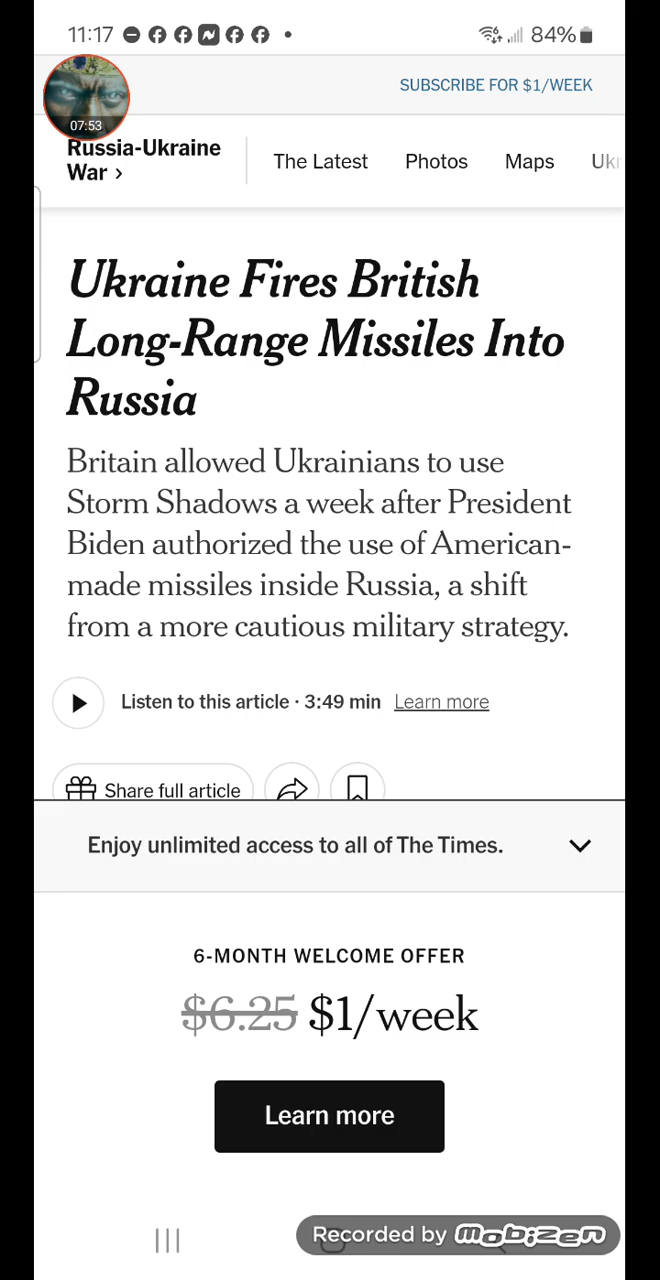 11:17
84%
07:53
SUBSCRIBE FOR $1/WEEK
Russia-Ukraine
War ›
The Latest
Photos
Maps
Ukr
Ukraine Fires British
Long-Range Missiles Into
Russia
Britain allowed Ukrainians to use
Storm Shadows a week after President
Biden authorized the use of American-
made missiles inside Russia, a shift
from a more cautious military strategy.
Listen to this article · 3:49 min Learn more
Share full article
Enjoy unlimited access to all of The Times.
6-MONTH WELCOME OFFER
$6.25 $1/week
Learn more
Recorded by mobizen